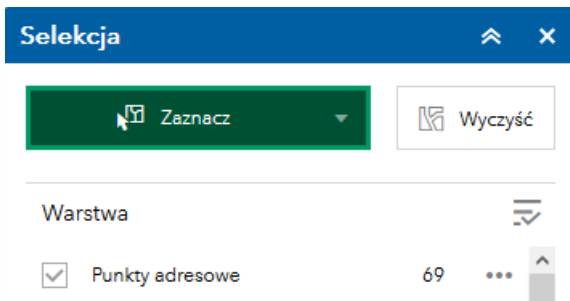 Selekcja
Zaznacz
Wyczyść
Warstwa
Punkty adresowe 69